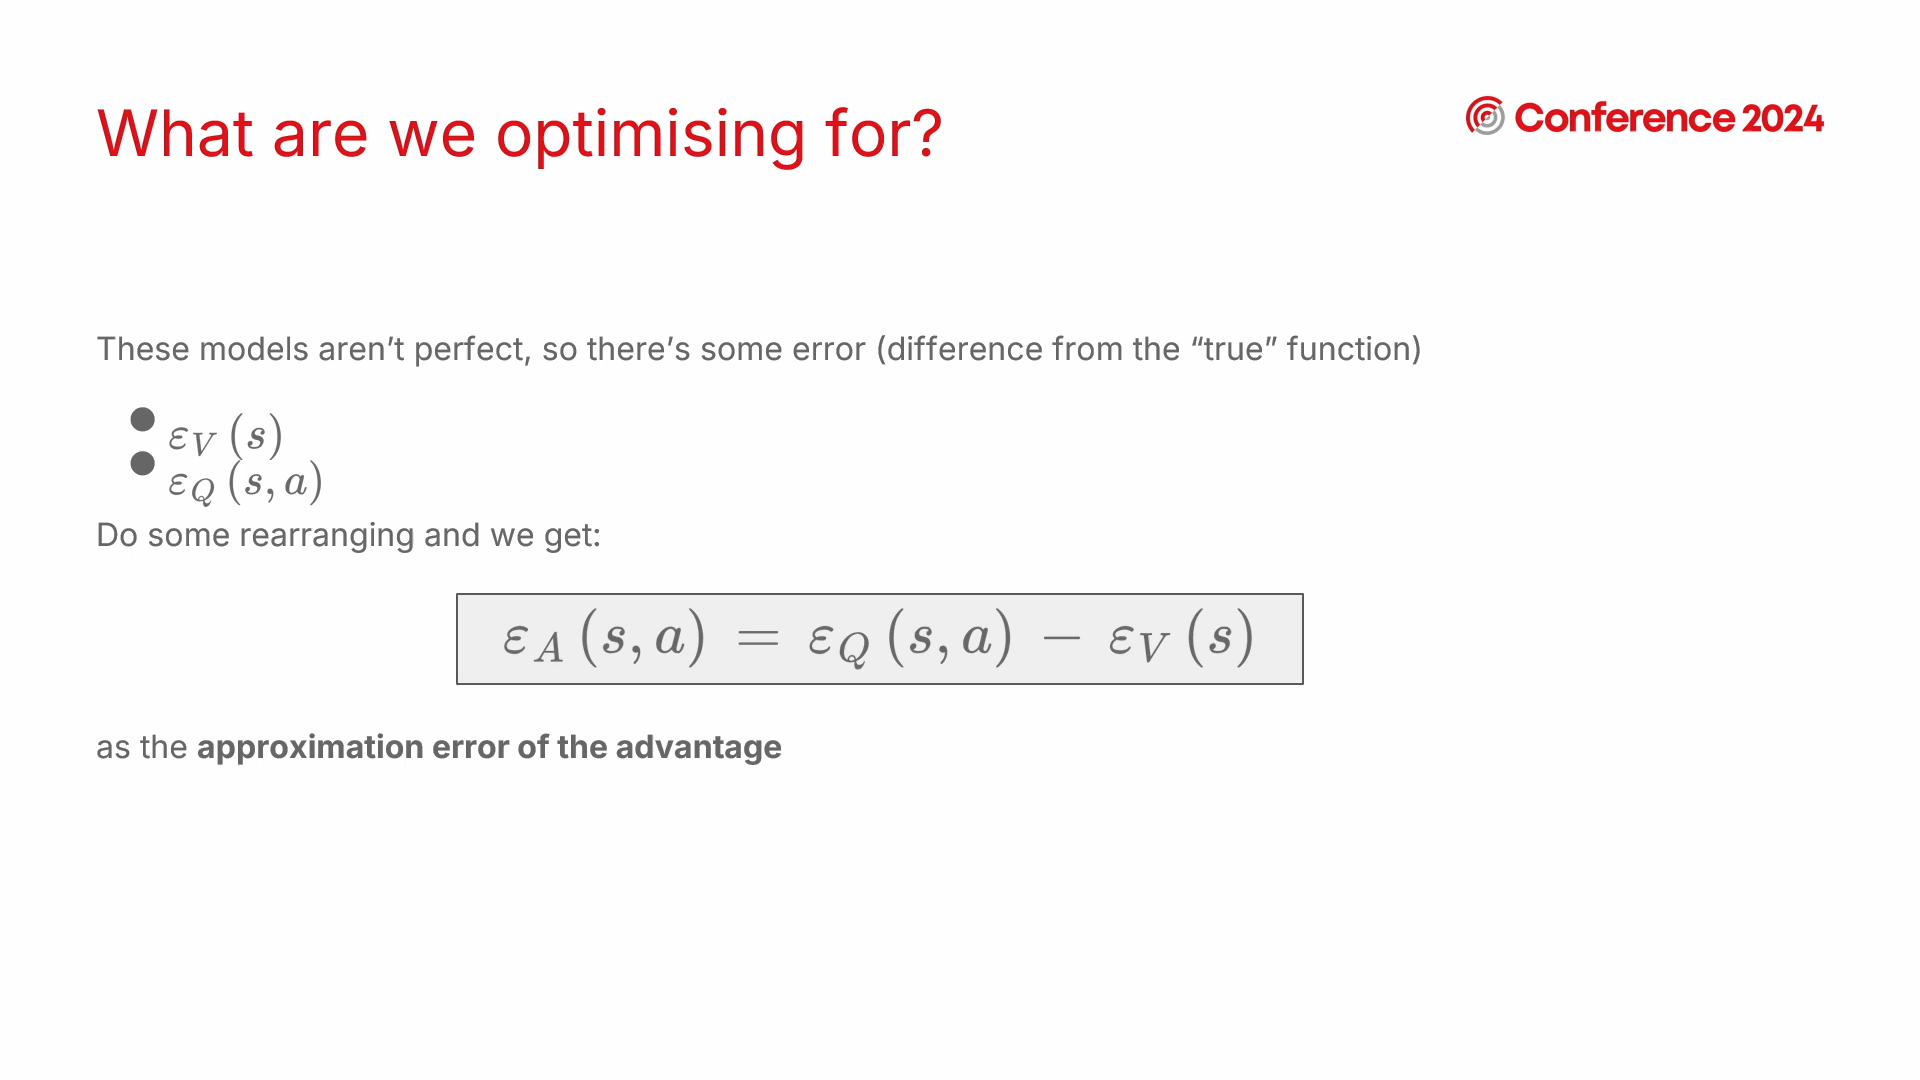 What are we optimising for?
Conference 2024
These models aren’t perfect, so there’s some error (difference from the “true” function)
● ε_V (s)
● ε_Q (s, a)
Do some rearranging and we get:
ε_A (s, a) = ε_Q (s, a) − ε_V (s)
as the approximation error of the advantage